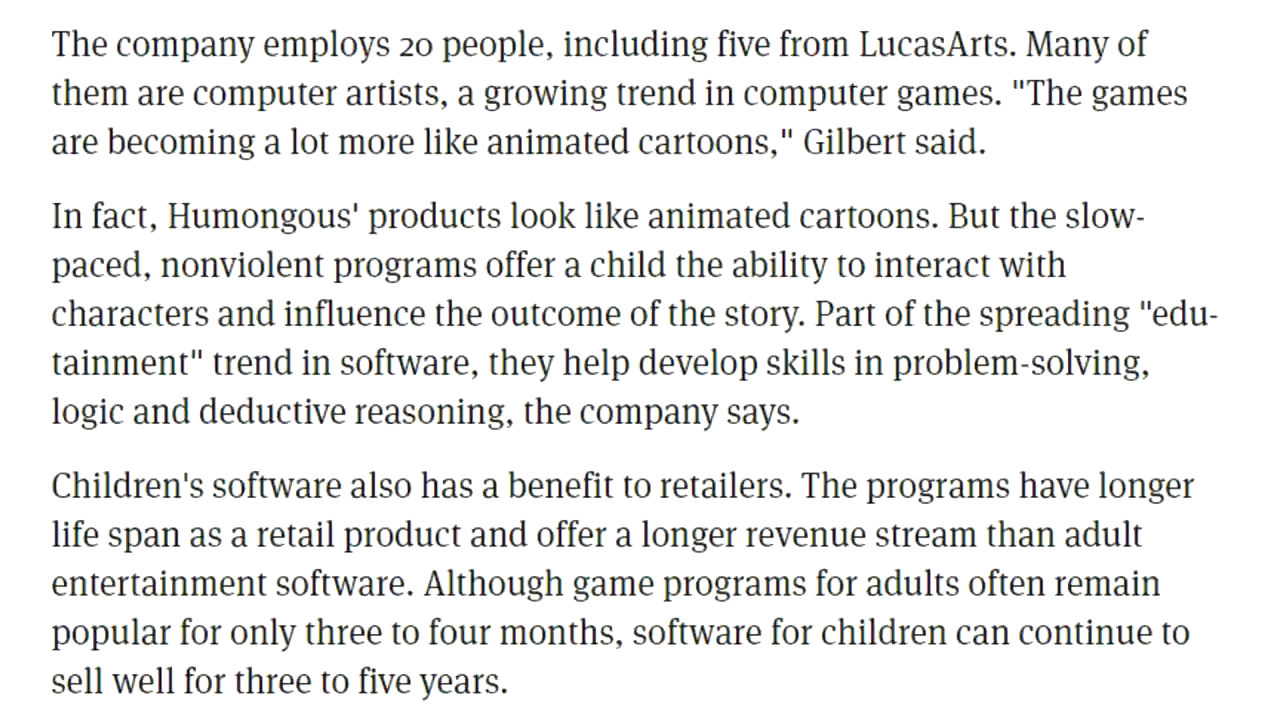 The company employs 20 people, including five from LucasArts. Many of
them are computer artists, a growing trend in computer games. "The games
are becoming a lot more like animated cartoons," Gilbert said.
In fact, Humongous' products look like animated cartoons. But the slow-
paced, nonviolent programs offer a child the ability to interact with
characters and influence the outcome of the story. Part of the spreading "edu-
tainment" trend in software, they help develop skills in problem-solving,
logic and deductive reasoning, the company says.
Children's software also has a benefit to retailers. The programs have longer
life span as a retail product and offer a longer revenue stream than adult
entertainment software. Although game programs for adults often remain
popular for only three to four months, software for children can continue to
sell well for three to five years.